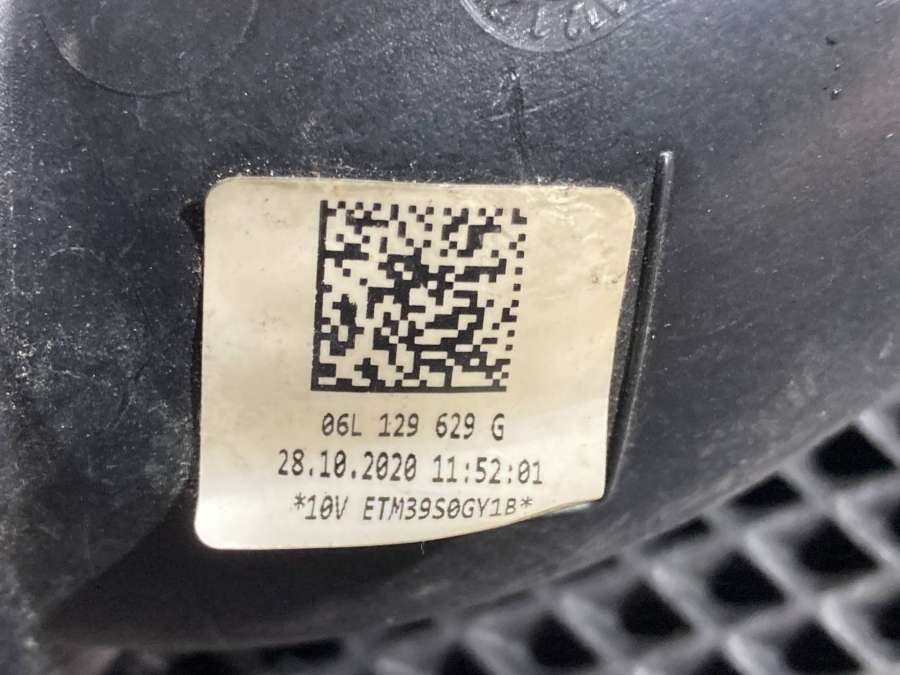 06L 129 629 G
28.10.2020 11:52:01
*10V ETM39S0GY1B*